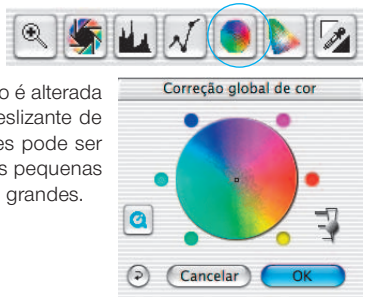 Correção global de cor
o é alterada
eslizante de
es pode ser
s pequenas
grandes.
Cancelar
OK